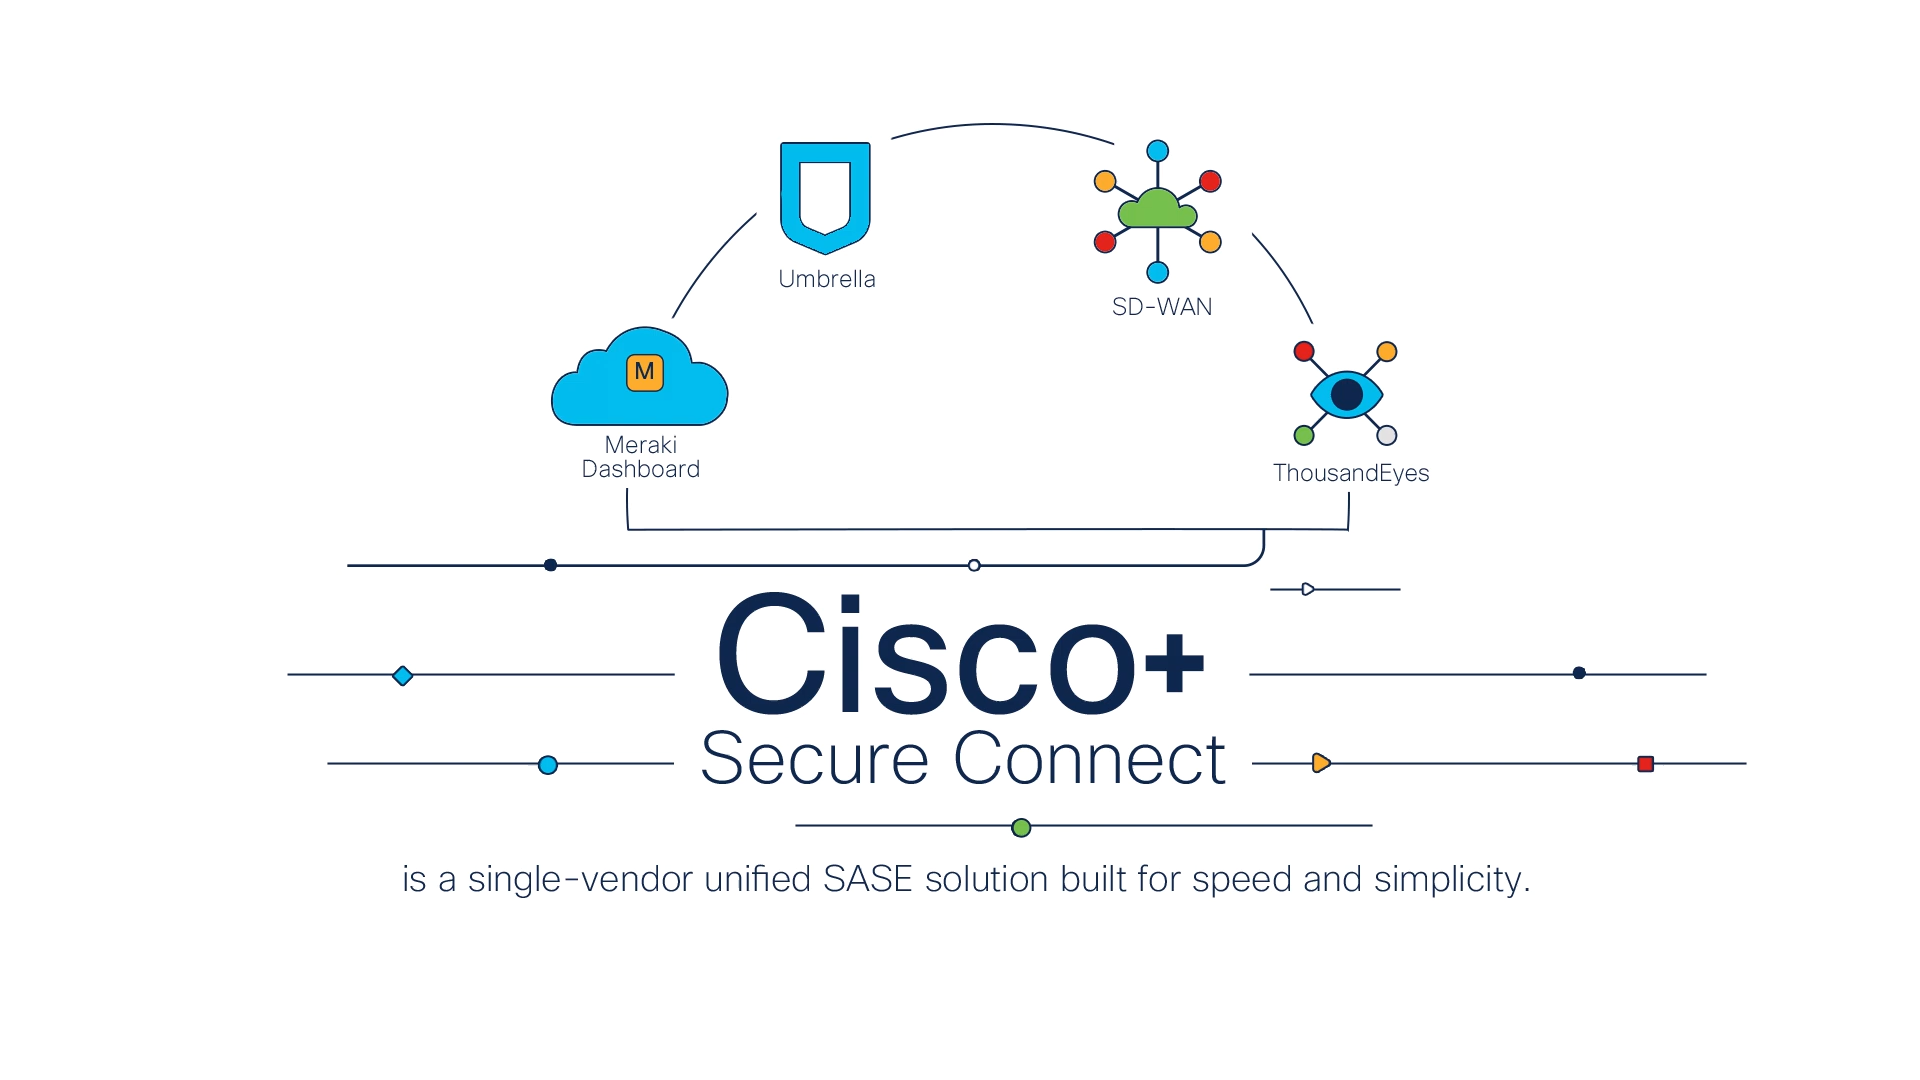 Umbrella
SD-WAN
M
Meraki
Dashboard
ThousandEyes
Cisco+
Secure Connect
is a single-vendor unified SASE solution built for speed and simplicity.